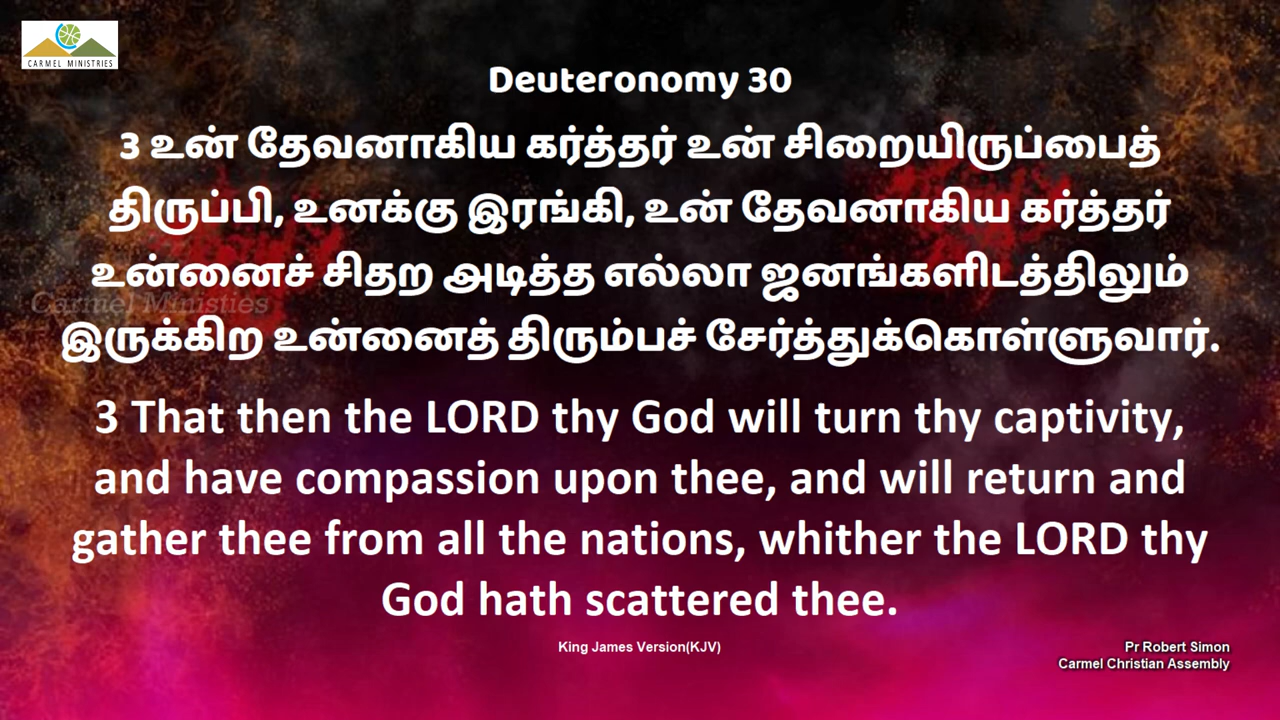 CARMEL MINISTRIES
Deuteronomy 30
3 உன் தேவனாகிய கர்த்தர் உன் சிறையிருப்பைத்
திருப்பி, உனக்கு இரங்கி, உன் தேவனாகிய கர்த்தர்
உன்னைச் சிதற அடித்த எல்லா ஜனங்களிடத்திலும்
Carmel Ministies
இருக்கிற உன்னைத் திரும்பச் சேர்த்துக்கொள்ளுவார்.
3 That then the LORD thy God will turn thy captivity,
and have compassion upon thee, and will return and
gather thee from all the nations, whither the LORD thy
God hath scattered thee.
King James Version(KJV)
Pr Robert Simon
Carmel Christian Assembly